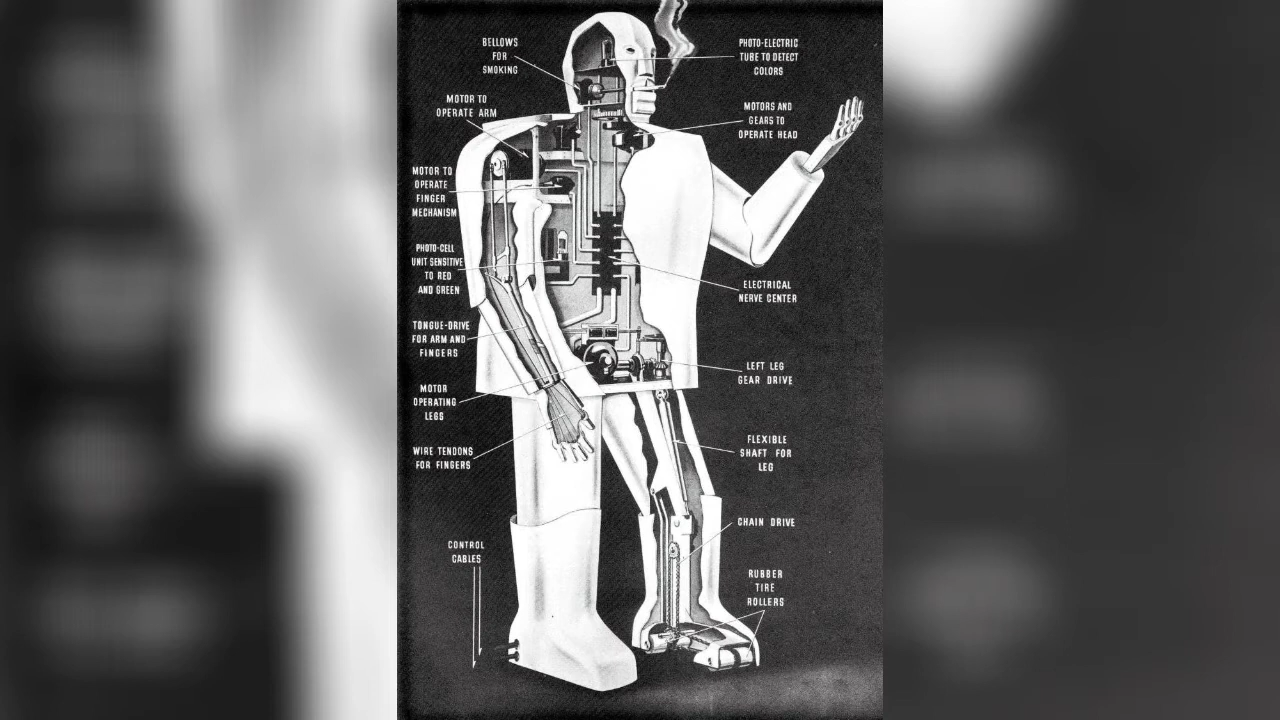 BELLOWS
FOR
SMOKING
PHOTO-ELECTRIC
TUBE TO DETECT
COLORS
MOTOR TO
OPERATE ARM
MOTORS AND
GEARS TO
OPERATE HEAD
MOTOR TO
OPERATE
FINGER
MECHANISM
PHOTO-CELL
UNIT SENSITIVE
TO RED
AND GREEN
ELECTRICAL
NERVE CENTER
TONGUE-DRIVE
FOR ARM AND
FINGERS
LEFT LEG
GEAR DRIVE
MOTOR
OPERATING
LEGS
WIRE TENDONS
FOR FINGERS
FLEXIBLE
SHAFT FOR
LEG
CHAIN DRIVE
CONTROL
CABLES
RUBBER
TIRE
ROLLERS